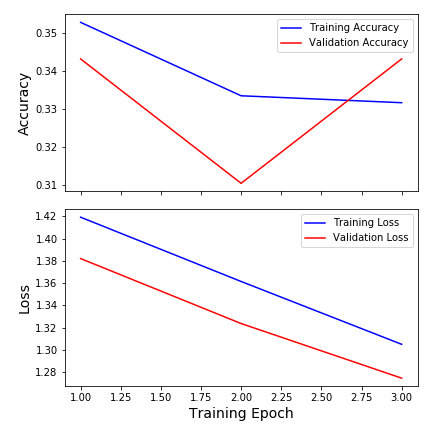 Training Accuracy
Validation Accuracy
0.35
0.34
0.33
0.32
0.31
Accuracy
Training Loss
Validation Loss
1.42
1.40
1.38
1.36
1.34
1.32
1.30
1.28
Loss
1.00 1.25 1.50 1.75 2.00 2.25 2.50 2.75 3.00
Training Epoch